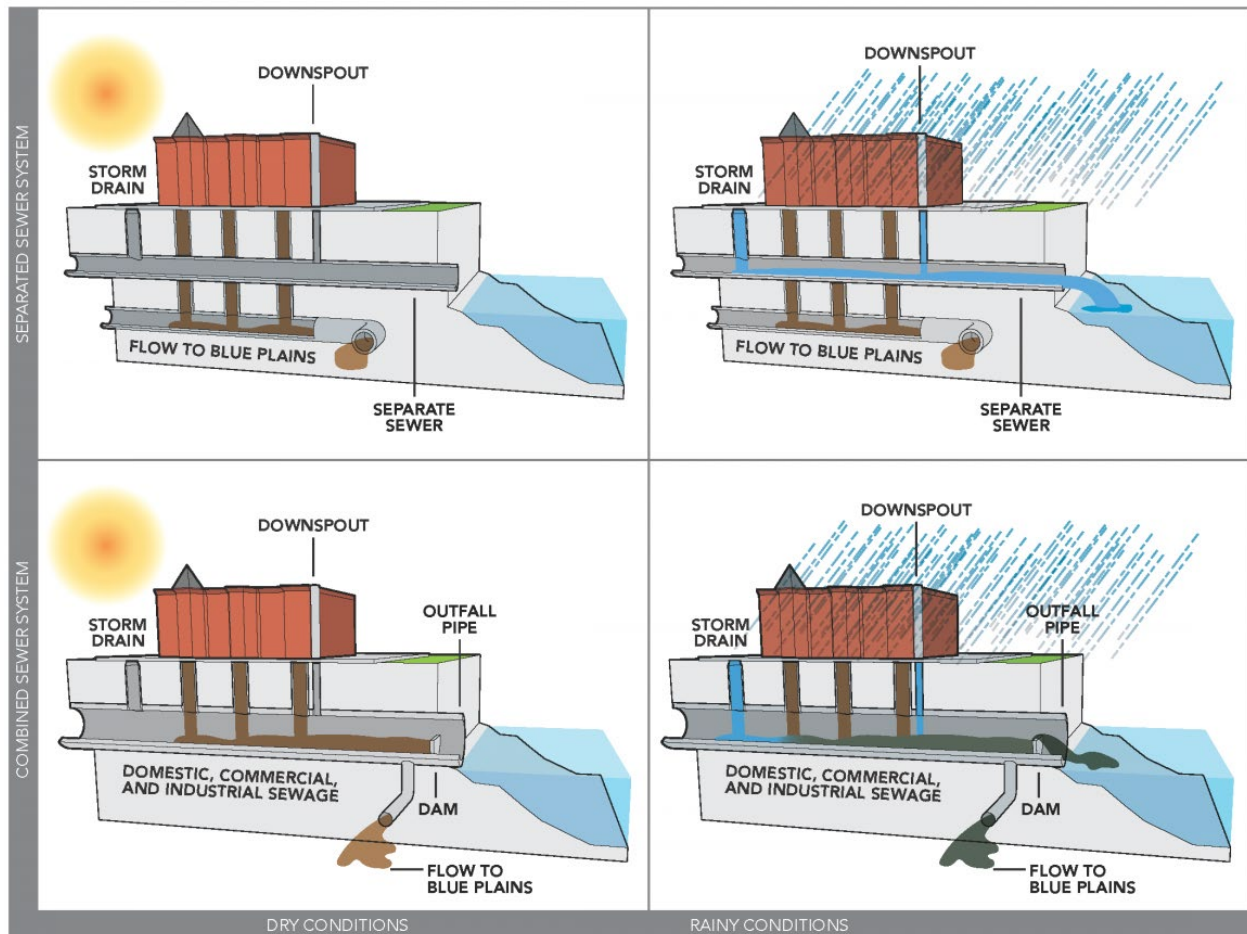 SEPARATED SEWER SYSTEM
DOWNSPOUT
STORM
DRAIN
FLOW TO BLUE PLAINS
SEPARATE
SEWER
DOWNSPOUT
STORM
DRAIN
FLOW TO BLUE PLAINS
SEPARATE
SEWER
COMBINED SEWER SYSTEM
DOWNSPOUT
OUTFALL
PIPE
STORM
DRAIN
DOMESTIC, COMMERCIAL,
AND INDUSTRIAL SEWAGE
DAM
FLOW TO
BLUE PLAINS
DOWNSPOUT
OUTFALL
PIPE
STORM
DRAIN
DOMESTIC, COMMERCIAL,
AND INDUSTRIAL SEWAGE
DAM
FLOW TO
BLUE PLAINS
DRY CONDITIONS
RAINY CONDITIONS